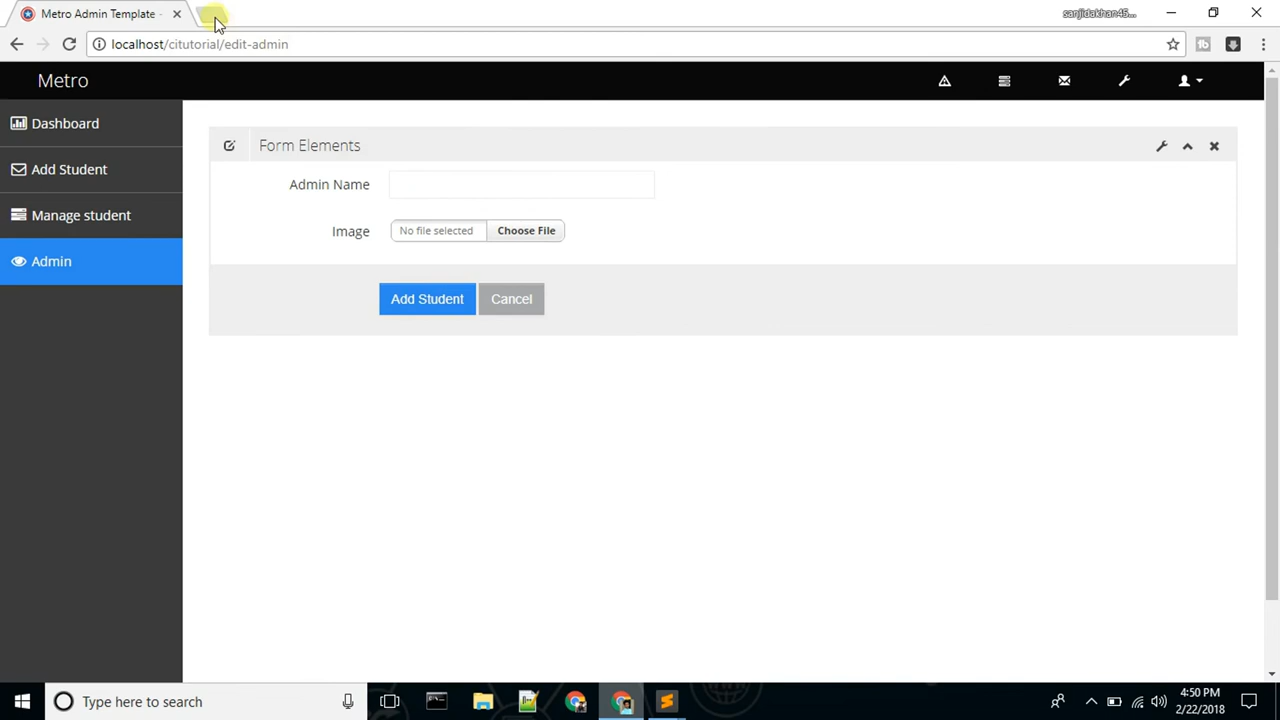 Metro Admin Template -
sanjidakhan45...
localhost/citutorial/edit-admin
Metro
Dashboard
Add Student
Manage student
Admin
Form Elements
Admin Name
Image
No file selected
Choose File
Add Student
Cancel
Type here to search
4:50 PM
2/22/2018